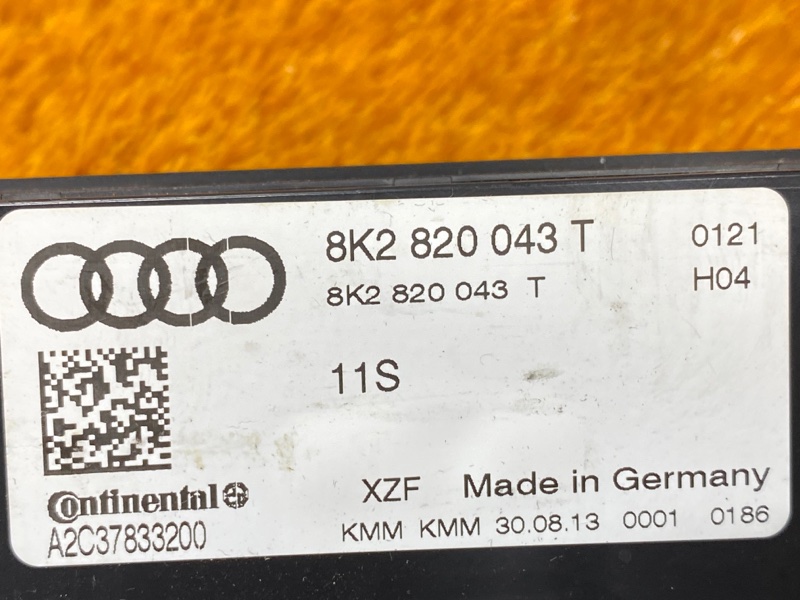 8K2 820 043 T 0121
8K2 820 043 T H04
11S
Continental XZF Made in Germany
A2C37833200 KMM KMM 30.08.13 0001 0186